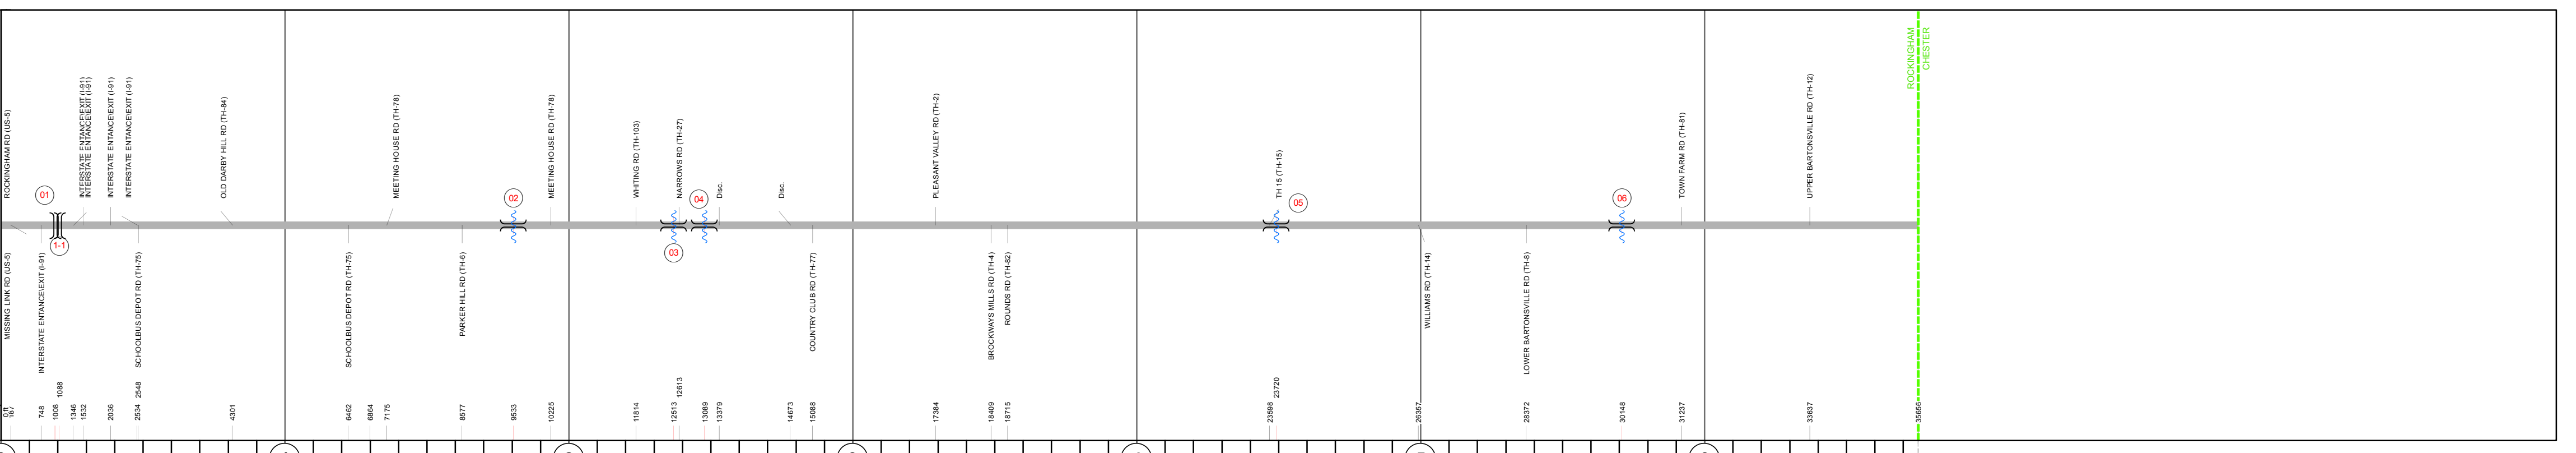 ROCKINGHAM RD (US-5)
INTERSTATE ENTANCE\EXIT (I-91)
INTERSTATE ENTANCE\EXIT (I-91)
INTERSTATE ENTANCE\EXIT (I-91)
INTERSTATE ENTANCE\EXIT (I-91)
OLD DARBY HILL RD (TH-84)
MEETING HOUSE RD (TH-78)
MEETING HOUSE RD (TH-78)
WHITING RD (TH-103)
NARROWS RD (TH-27)
Disc.
Disc.
PLEASANT VALLEY RD (TH-2)
TH 15 (TH-15)
TOWN FARM RD (TH-81)
UPPER BARTONSVILLE RD (TH-12)
ROCKINGHAM
CHESTER
01
1-1
02
03
04
05
06
MISSING LINK RD (US-5)
INTERSTATE ENTANCE\EXIT (I-91)
SCHOOLBUS DEPOT RD (TH-75)
SCHOOLBUS DEPOT RD (TH-75)
PARKER HILL RD (TH-6)
COUNTRY CLUB RD (TH-77)
BROCKWAYS MILLS RD (TH-4)
ROUNDS RD (TH-82)
WILLIAMS RD (TH-14)
LOWER BARTONSVILLE RD (TH-8)
0 ft
187
748
1008
1088
1346
1532
2036
2534
2548
4301
6462
6864
7175
8577
9533
10225
11814
12513
12613
13089
13379
14673
15088
17384
18409
18715
23598
23720
26357
28372
30148
31237
33637
35656